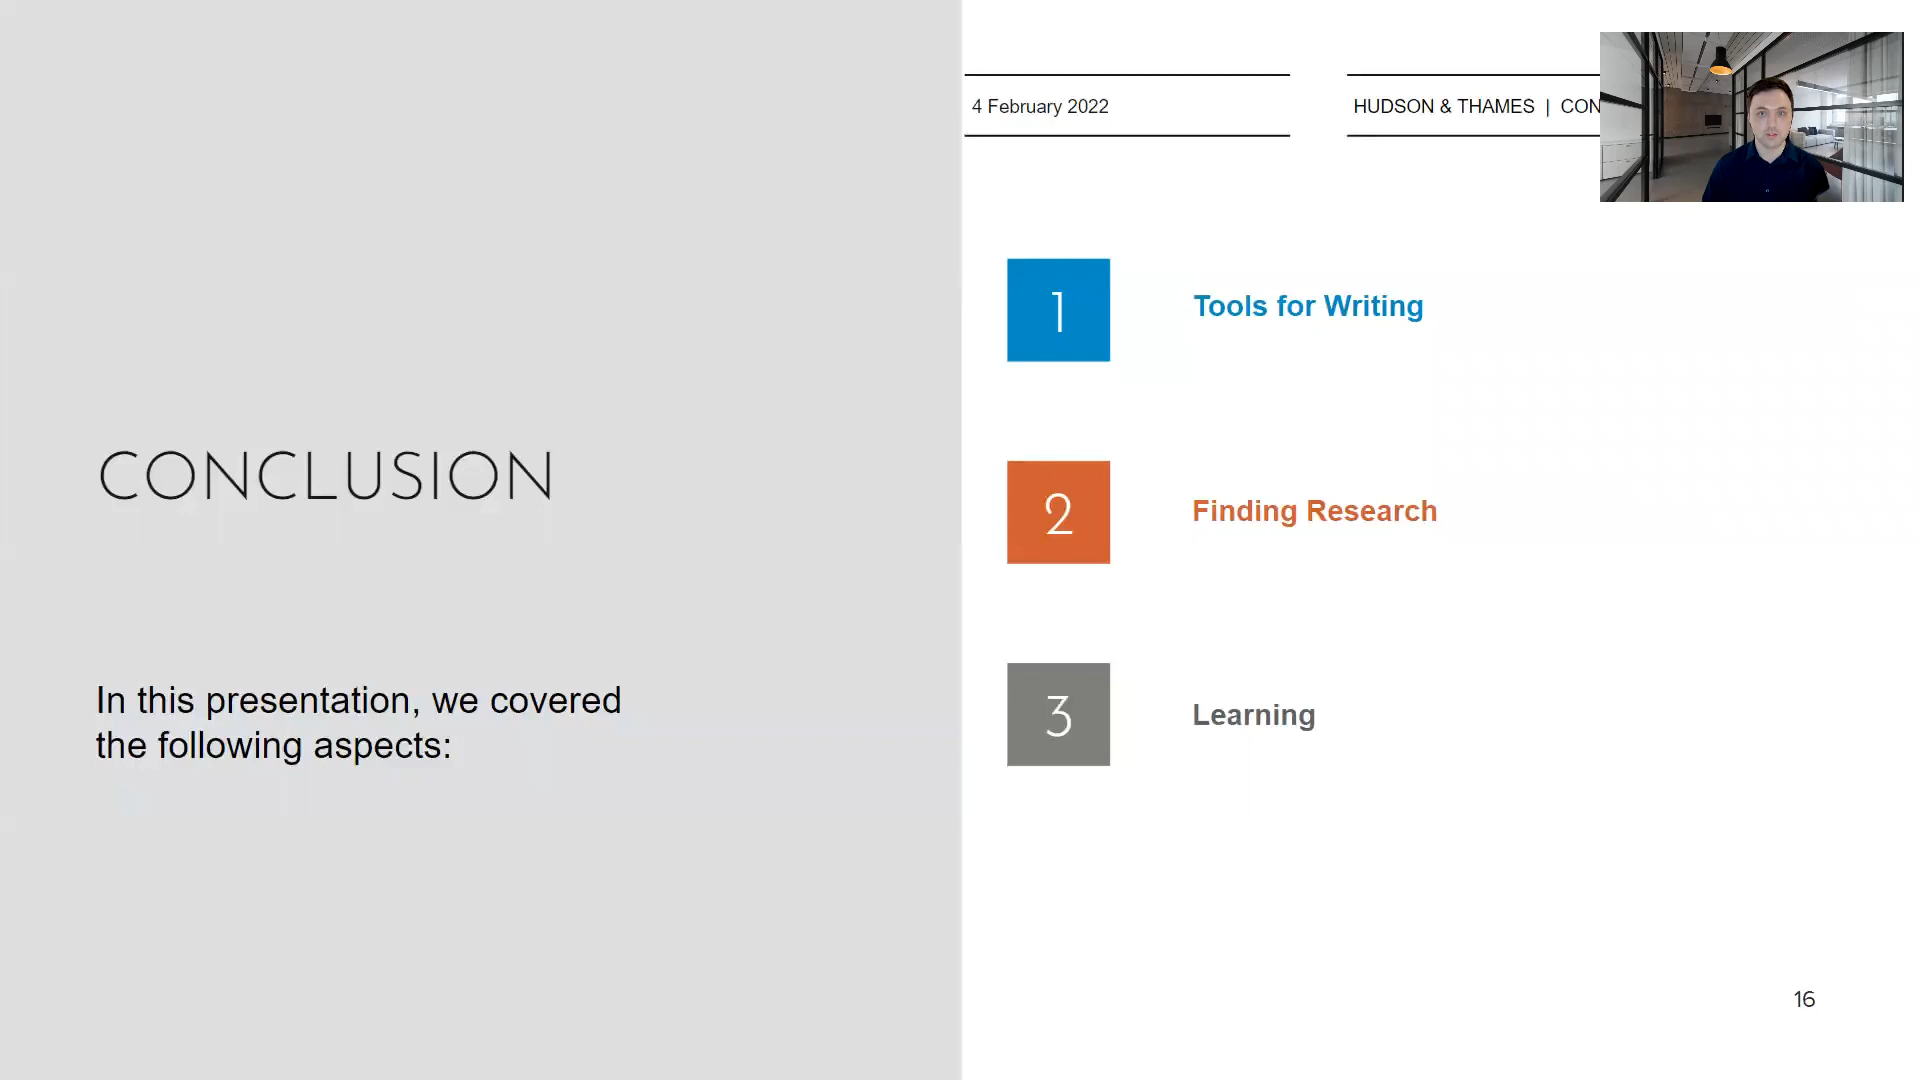 4 February 2022
HUDSON & THAMES | CON
1
Tools for Writing
CONCLUSION
2
Finding Research
In this presentation, we covered
the following aspects:
3
Learning
16